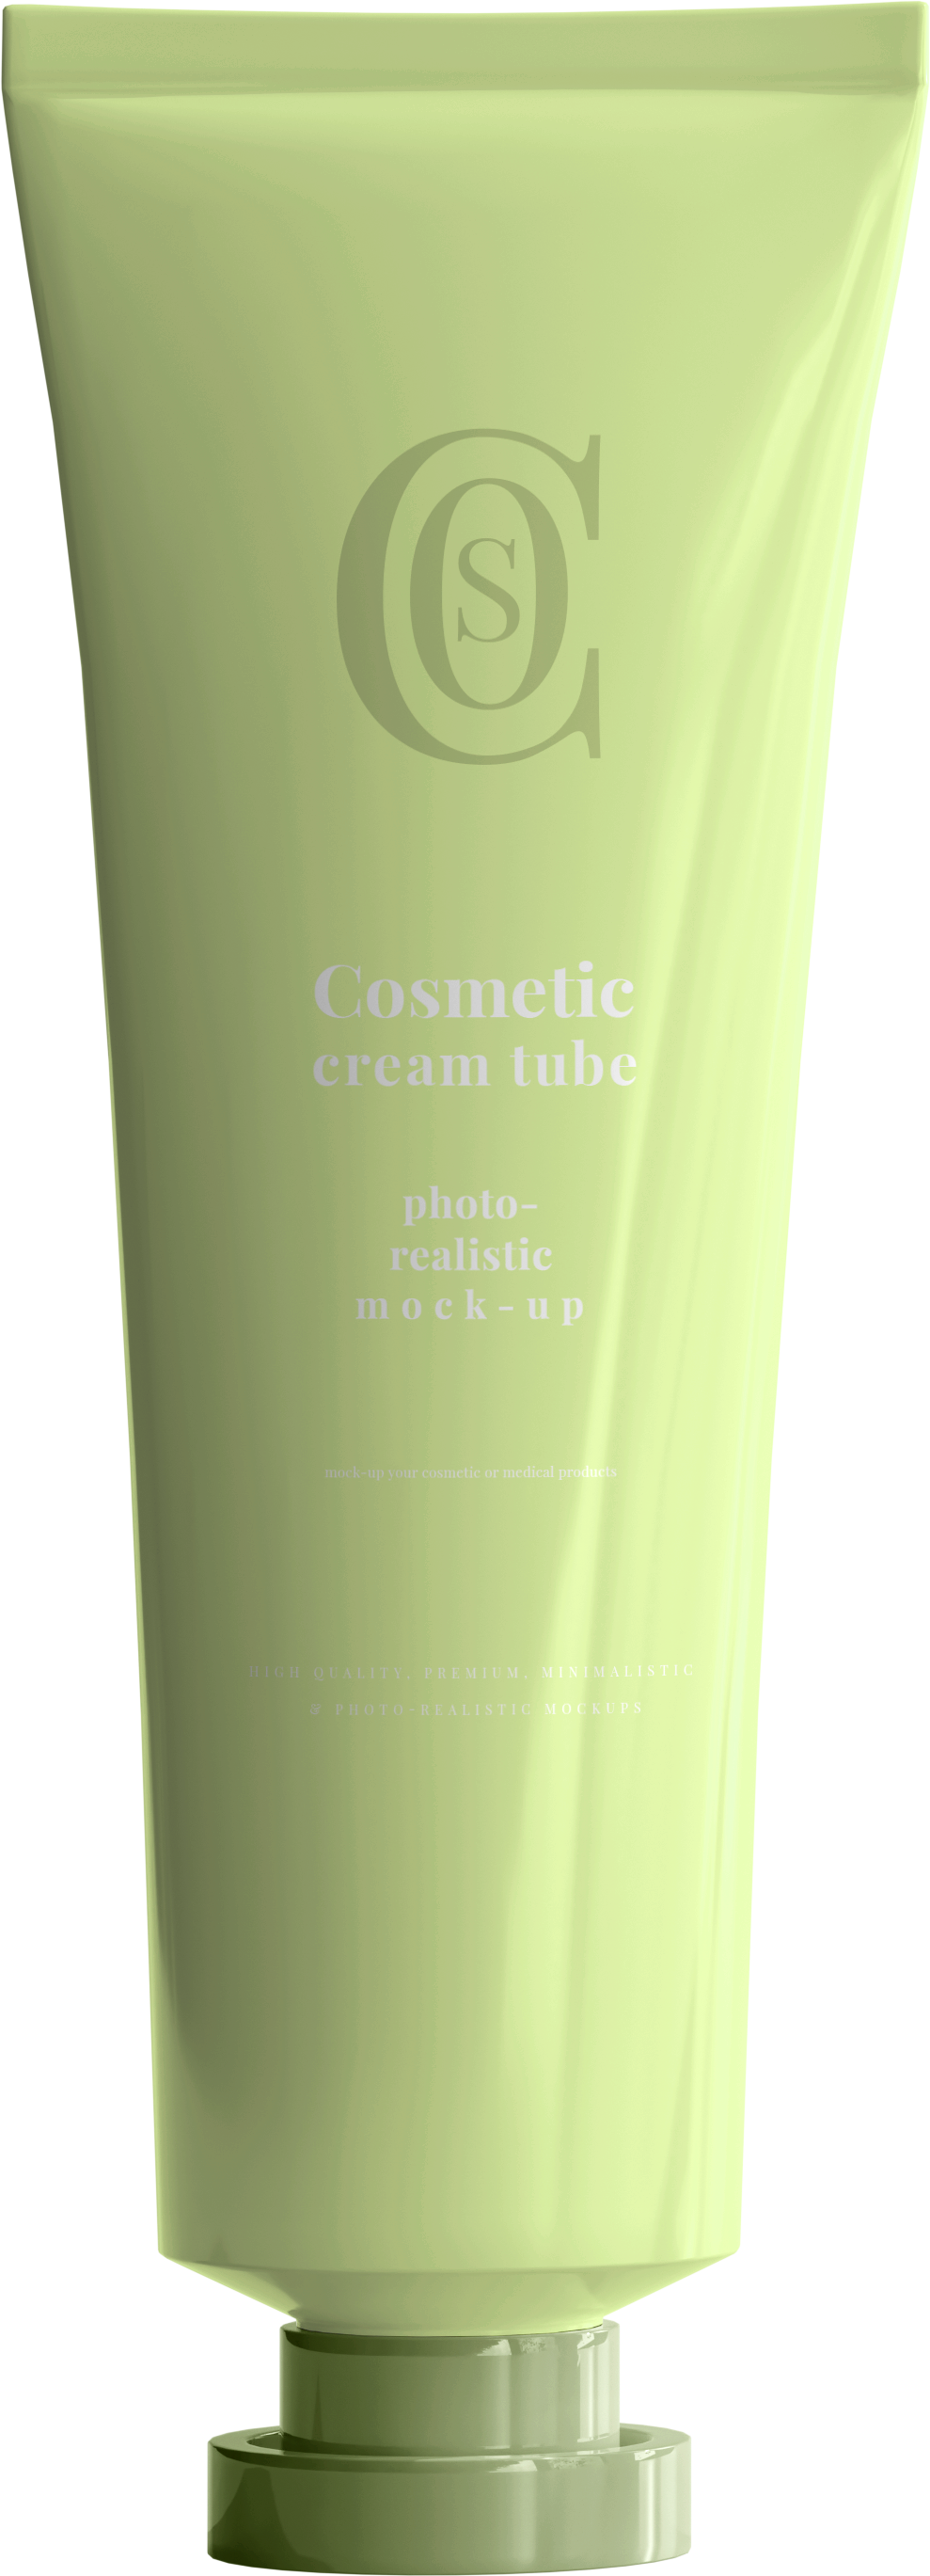 COS
Cosmetic
cream tube
photo-
realistic
mock-up
mock-up your cosmetic or medical products
HIGH QUALITY, PREMIUM, MINIMALISTIC
& PHOTO-REALISTIC MOCKUPS